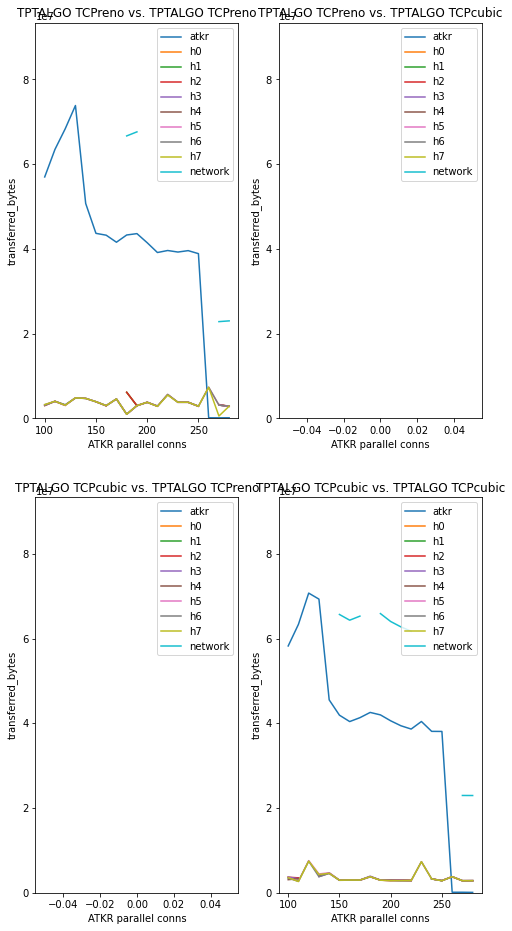 TPTALGO TCPreno vs. TPTALGO TCPreno
TPTALGO TCPreno vs. TPTALGO TCPcubic
1e7
atkr
h0
h1
h2
h3
h4
h5
h6
h7
network
8
6
4
2
0
transferred_bytes
100
150
200
250
ATKR parallel conns
1e7
atkr
h0
h1
h2
h3
h4
h5
h6
h7
network
8
6
4
2
0
transferred_bytes
−0.04
−0.02
0.00
0.02
0.04
ATKR parallel conns
TPTALGO TCPcubic vs. TPTALGO TCPreno
TPTALGO TCPcubic vs. TPTALGO TCPcubic
1e7
atkr
h0
h1
h2
h3
h4
h5
h6
h7
network
8
6
4
2
0
transferred_bytes
−0.04
−0.02
0.00
0.02
0.04
ATKR parallel conns
1e7
atkr
h0
h1
h2
h3
h4
h5
h6
h7
network
8
6
4
2
0
transferred_bytes
100
150
200
250
ATKR parallel conns